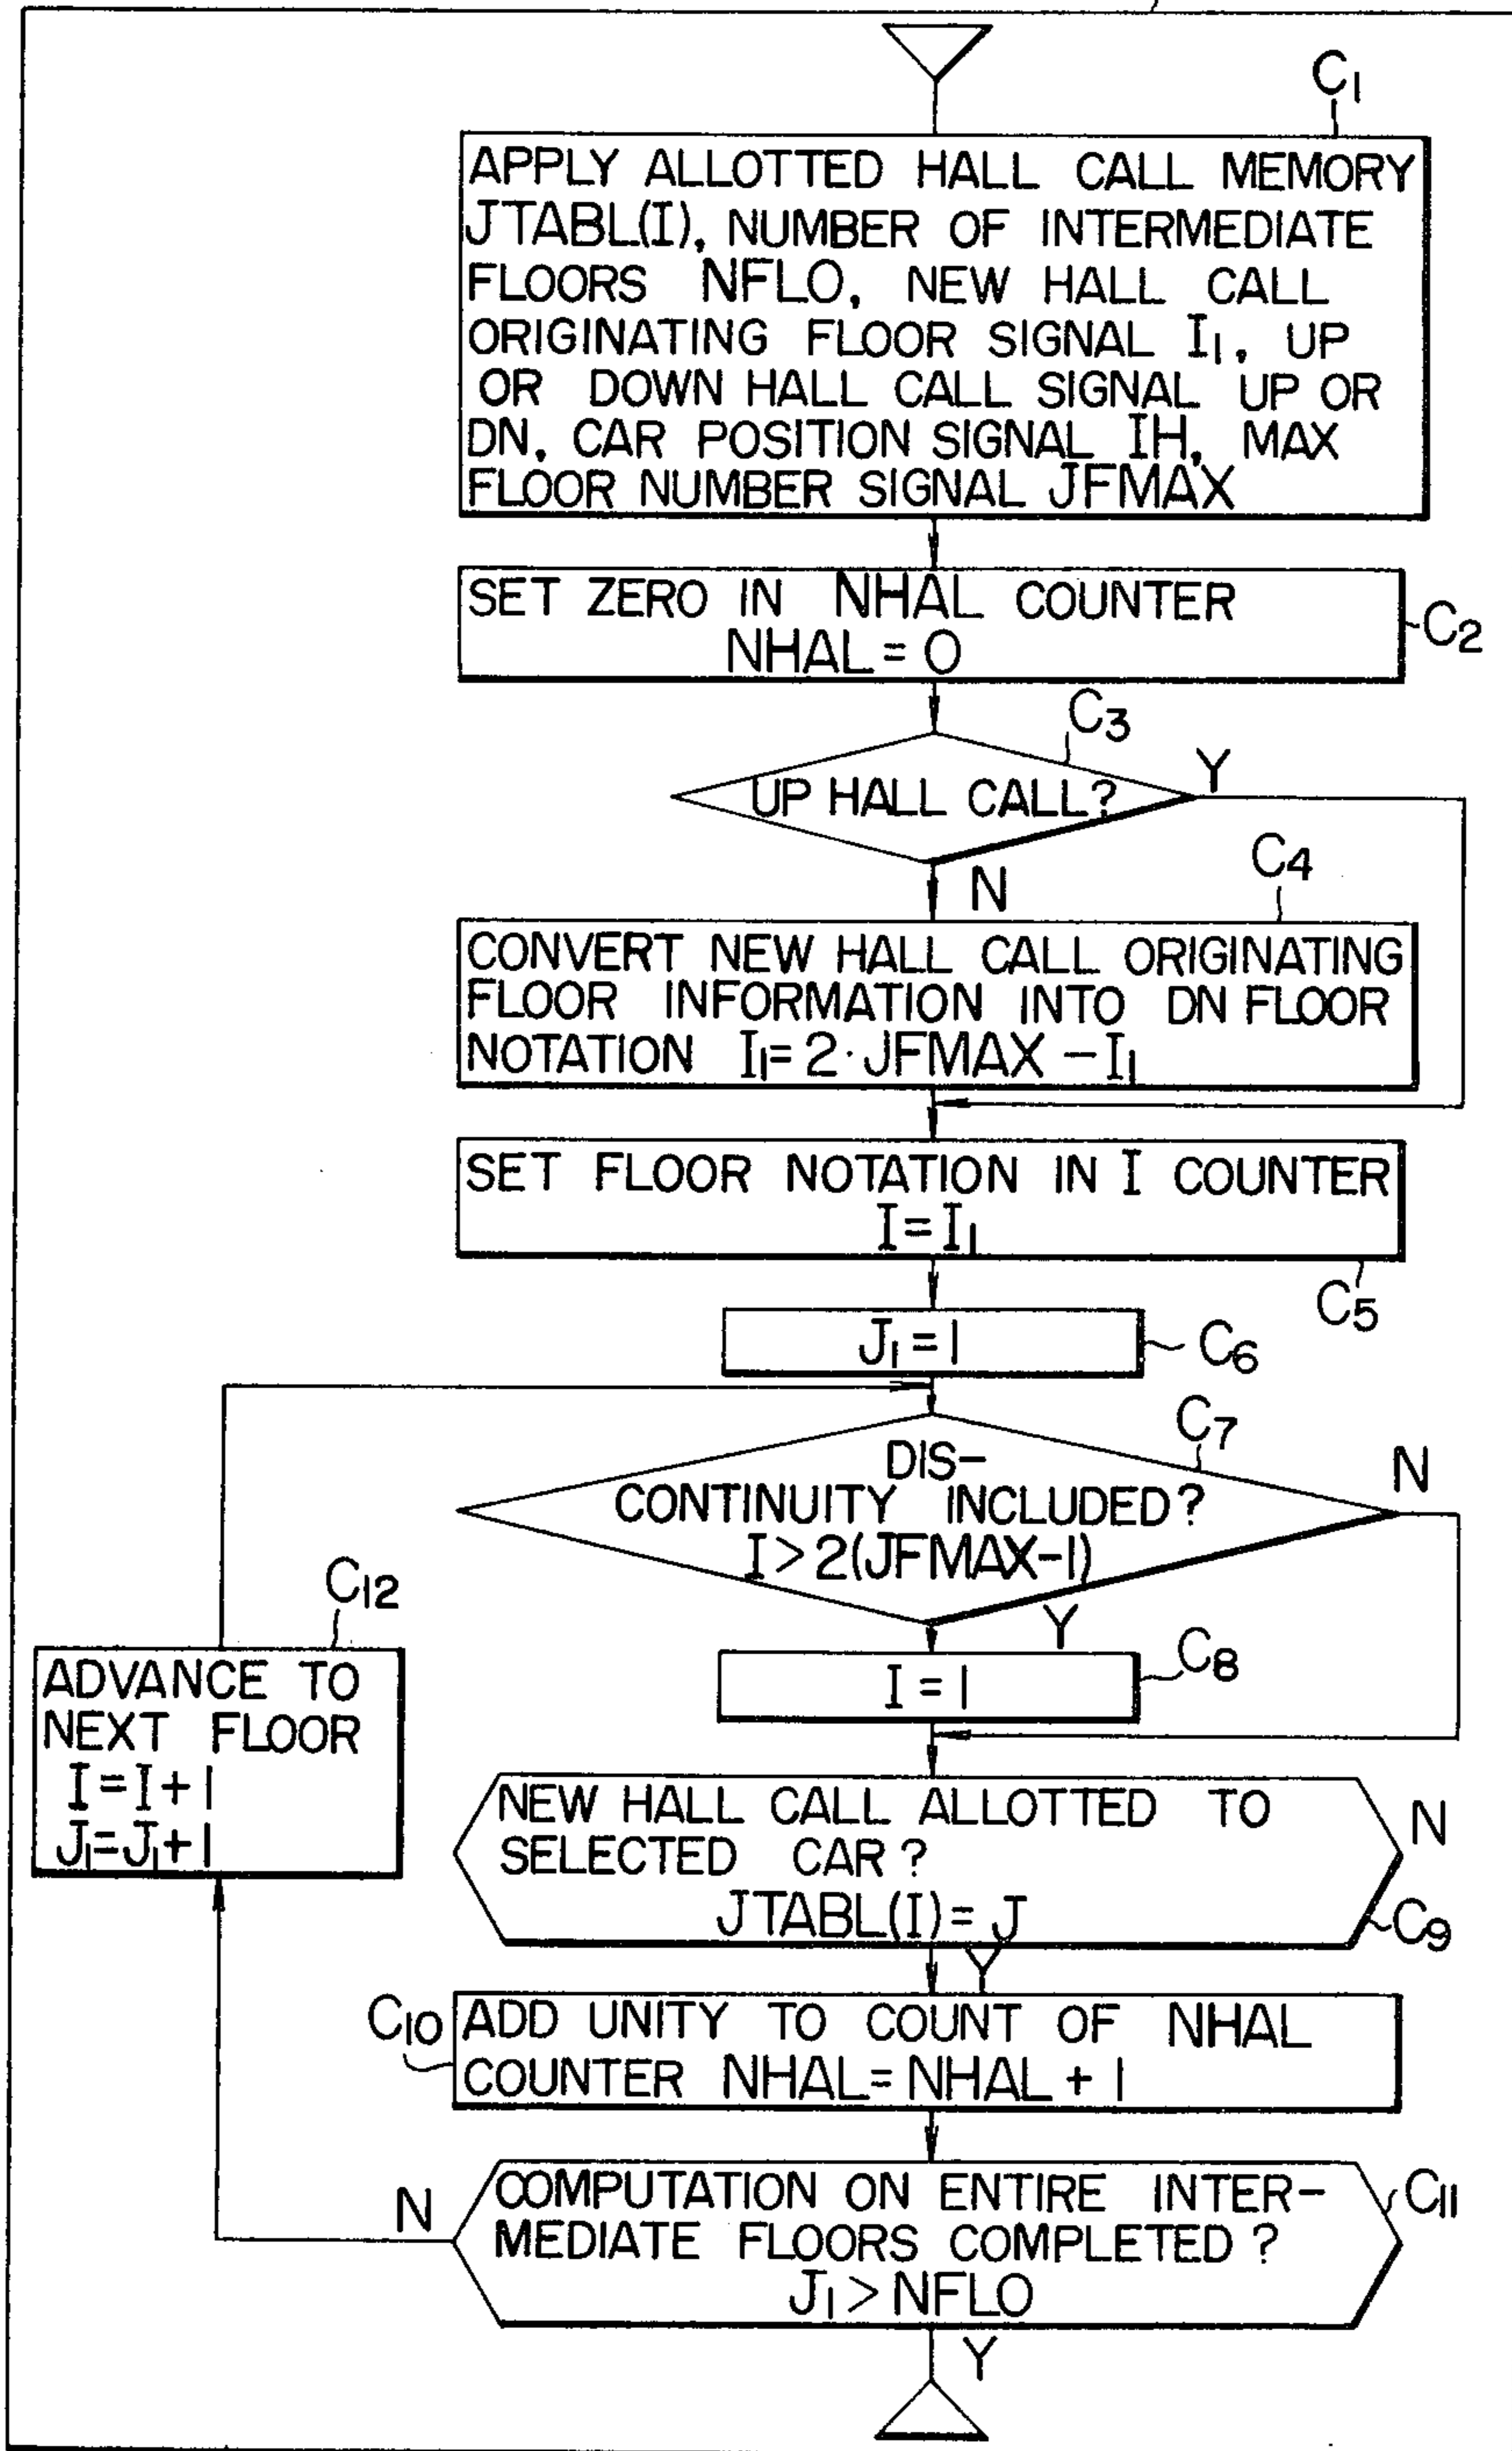 C1
APPLY ALLOTTED HALL CALL MEMORY
JTABL(I), NUMBER OF INTERMEDIATE
FLOORS NFLO, NEW HALL CALL
ORIGINATING FLOOR SIGNAL I1, UP
OR DOWN HALL CALL SIGNAL UP OR
DN, CAR POSITION SIGNAL IH, MAX
FLOOR NUMBER SIGNAL JFMAX
SET ZERO IN NHAL COUNTER
NHAL = 0
C2
C3
UP HALL CALL?
Y
N
C4
CONVERT NEW HALL CALL ORIGINATING
FLOOR INFORMATION INTO DN FLOOR
NOTATION I1= 2·JFMAX – I1
SET FLOOR NOTATION IN I COUNTER
I = I1
C5
J1 = 1
C6
C7
DIS-
CONTINUITY INCLUDED?
I > 2(JFMAX-1)
N
Y
I = 1
C8
C12
ADVANCE TO
NEXT FLOOR
I = I + 1
J1= J1+ 1
NEW HALL CALL ALLOTTED TO
SELECTED CAR?
JTABL(I) = J
N
C9
Y
C10
ADD UNITY TO COUNT OF NHAL
COUNTER NHAL = NHAL + 1
COMPUTATION ON ENTIRE INTER-
MEDIATE FLOORS COMPLETED?
J1 > NFLO
N
C11
Y